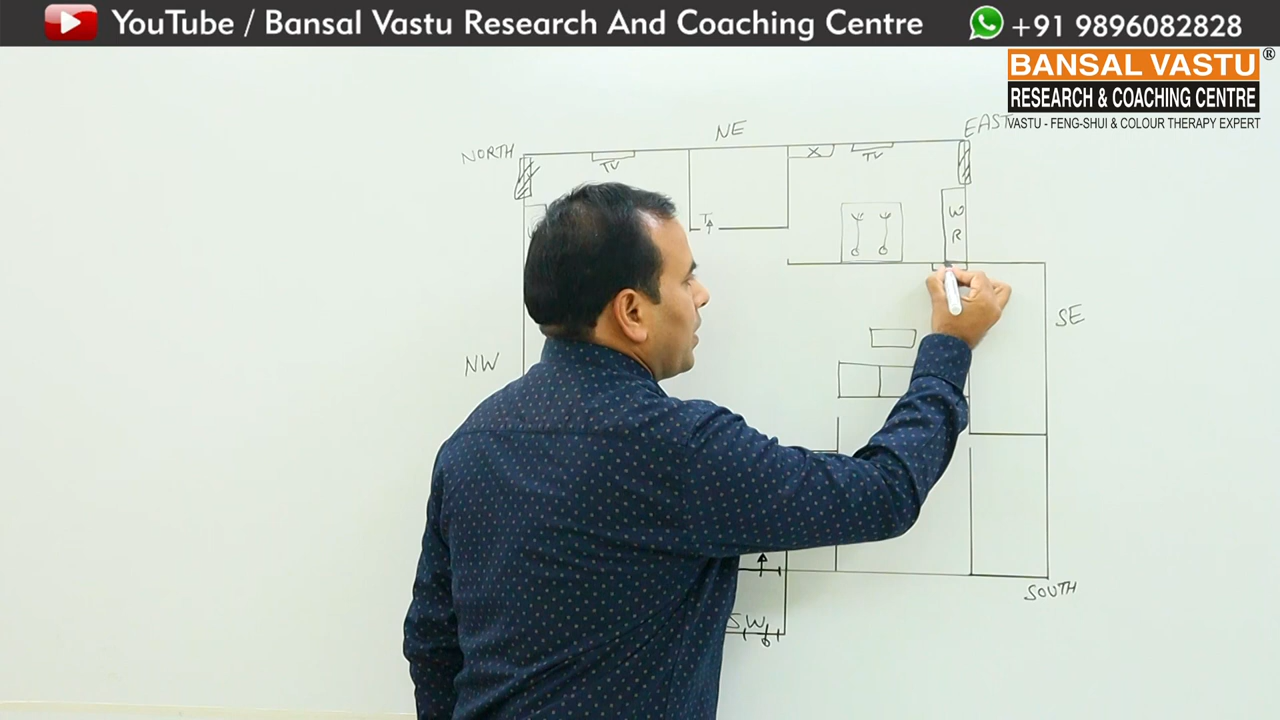 YouTube / Bansal Vastu Research And Coaching Centre
+91 9896082828
BANSAL VASTU ®
RESEARCH & COACHING CENTRE
VASTU - FENG-SHUI & COLOUR THERAPY EXPERT
NE
EAST
NORTH
TV
X
TV
T
W
R
SE
NW
SOUTH
SW